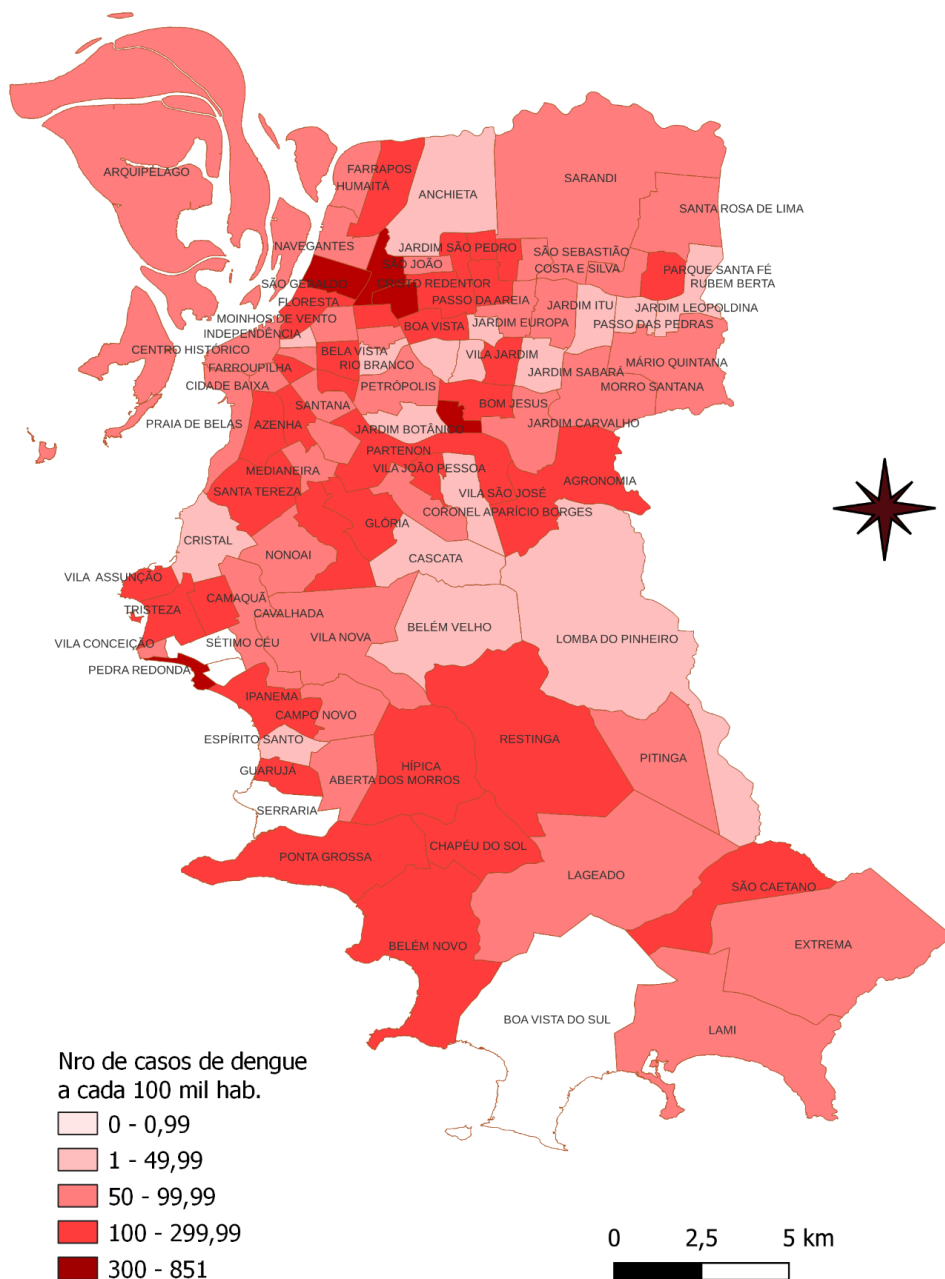 ARQUIPÉLAGO
FARRAPOS
HUMAITÁ
ANCHIETA
SARANDI
SANTA ROSA DE LIMA
NAVEGANTES
JARDIM SÃO PEDRO
SÃO SEBASTIÃO
SÃO JOÃO
COSTA E SILVA
PARQUE SANTA FÉ
SÃO GERALDO
CRISTO REDENTOR
RUBEM BERTA
FLORESTA
PASSO DA AREIA
JARDIM ITU
JARDIM LEOPOLDINA
MOINHOS DE VENTO
BOA VISTA
JARDIM EUROPA
PASSO DAS PEDRAS
INDEPENDÊNCIA
CENTRO HISTÓRICO
BELA VISTA
VILA JARDIM
RIO BRANCO
MÁRIO QUINTANA
FARROUPILHA
JARDIM SABARÁ
CIDADE BAIXA
PETRÓPOLIS
MORRO SANTANA
SANTANA
BOM JESUS
PRAIA DE BELAS
AZENHA
JARDIM BOTÂNICO
JARDIM CARVALHO
PARTENON
MEDIANEIRA
VILA JOÃO PESSOA
AGRONOMIA
SANTA TEREZA
VILA SÃO JOSÉ
CORONEL APARÍCIO BORGES
GLÓRIA
CRISTAL
NONOAI
CASCATA
VILA ASSUNÇÃO
CAMAQUÃ
TRISTEZA
CAVALHADA
BELÉM VELHO
VILA NOVA
LOMBA DO PINHEIRO
VILA CONCEIÇÃO
SÉTIMO CÉU
PEDRA REDONDA
IPANEMA
CAMPO NOVO
ESPÍRITO SANTO
RESTINGA
PITINGA
GUARUJÁ
HÍPICA
ABERTA DOS MORROS
SERRARIA
CHAPÉU DO SOL
PONTA GROSSA
LAGEADO
SÃO CAETANO
BELÉM NOVO
EXTREMA
BOA VISTA DO SUL
LAMI
Nro de casos de dengue
a cada 100 mil hab.
0 - 0,99
1 - 49,99
50 - 99,99
100 - 299,99
300 - 851
0 2,5 5 km